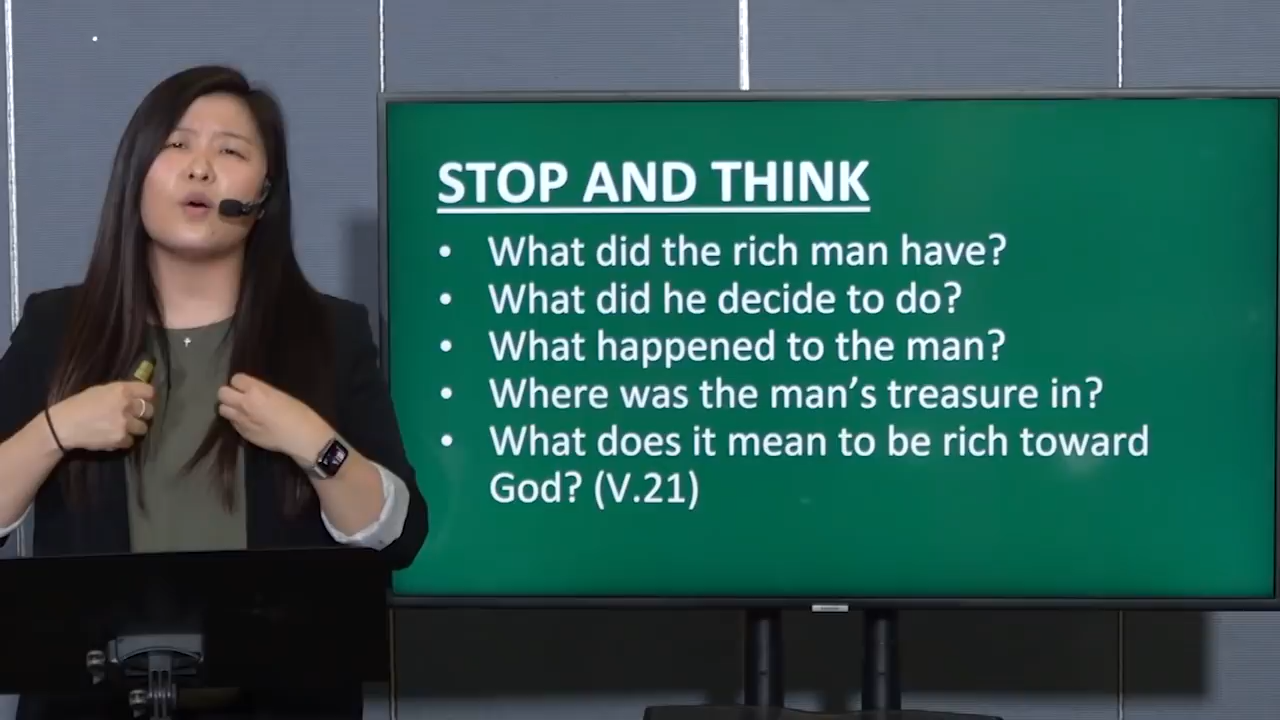 STOP AND THINK
• What did the rich man have?
• What did he decide to do?
• What happened to the man?
• Where was the man’s treasure in?
• What does it mean to be rich toward
God? (V.21)